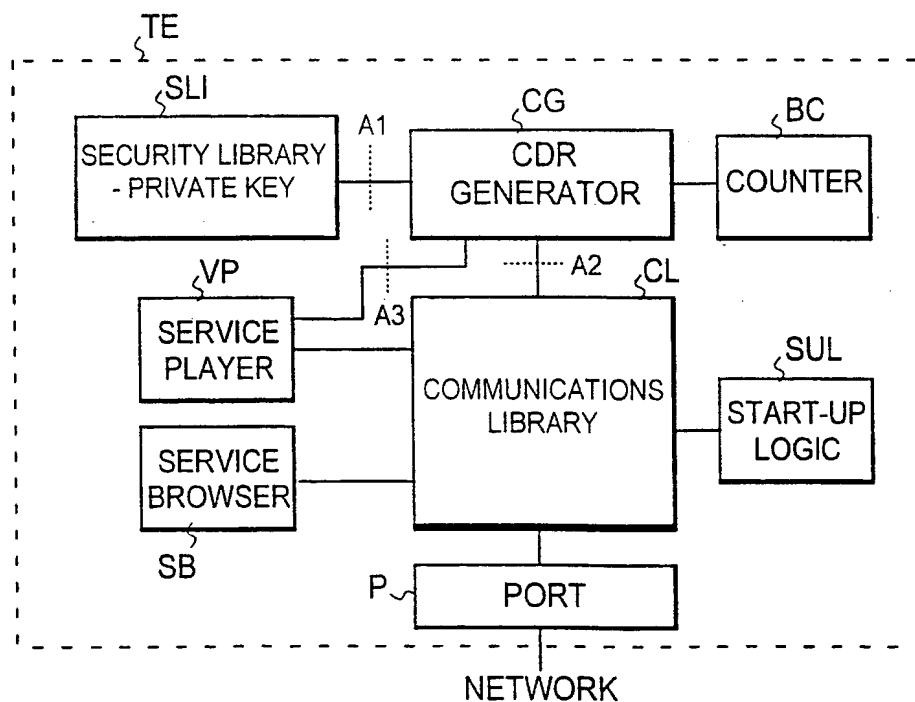 TE
SLI
SECURITY LIBRARY
- PRIVATE KEY
A1
CG
CDR
GENERATOR
BC
COUNTER
VP
SERVICE
PLAYER
A3
A2
CL
COMMUNICATIONS
LIBRARY
SUL
START-UP
LOGIC
SERVICE
BROWSER
SB
P
PORT
NETWORK